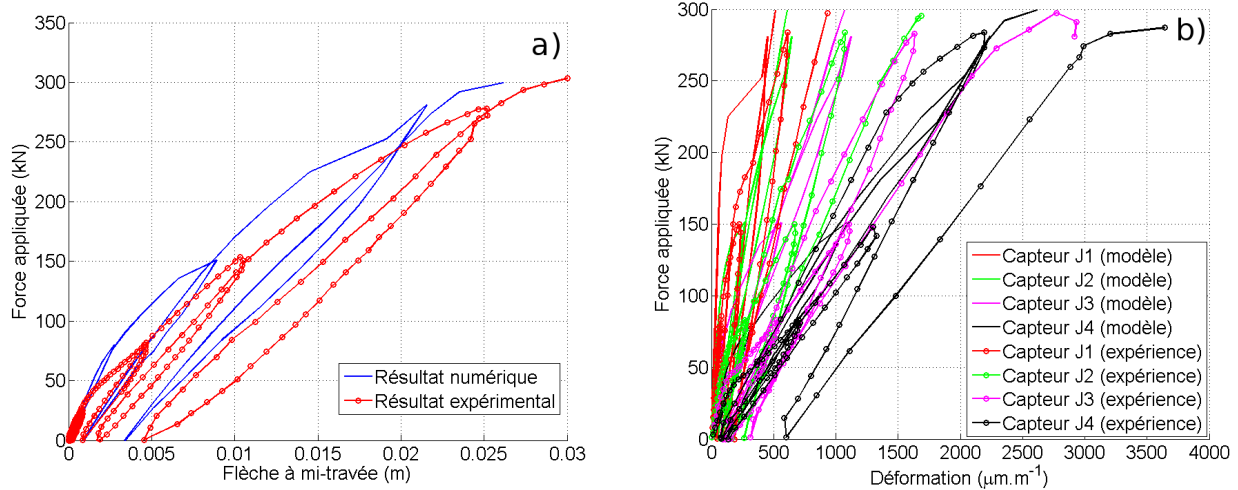 a)
350
300
250
200
150
100
50
0
Force appliquée (kN)
0
0.005
0.01
0.015
0.02
0.025
0.03
Flèche à mi-travée (m)
Résultat numérique
Résultat expérimental
b)
300
250
200
150
100
50
0
Force appliquée (kN)
0
500
1000
1500
2000
2500
3000
3500
4000
Déformation (μm.m⁻¹)
Capteur J1 (modèle)
Capteur J2 (modèle)
Capteur J3 (modèle)
Capteur J4 (modèle)
Capteur J1 (expérience)
Capteur J2 (expérience)
Capteur J3 (expérience)
Capteur J4 (expérience)